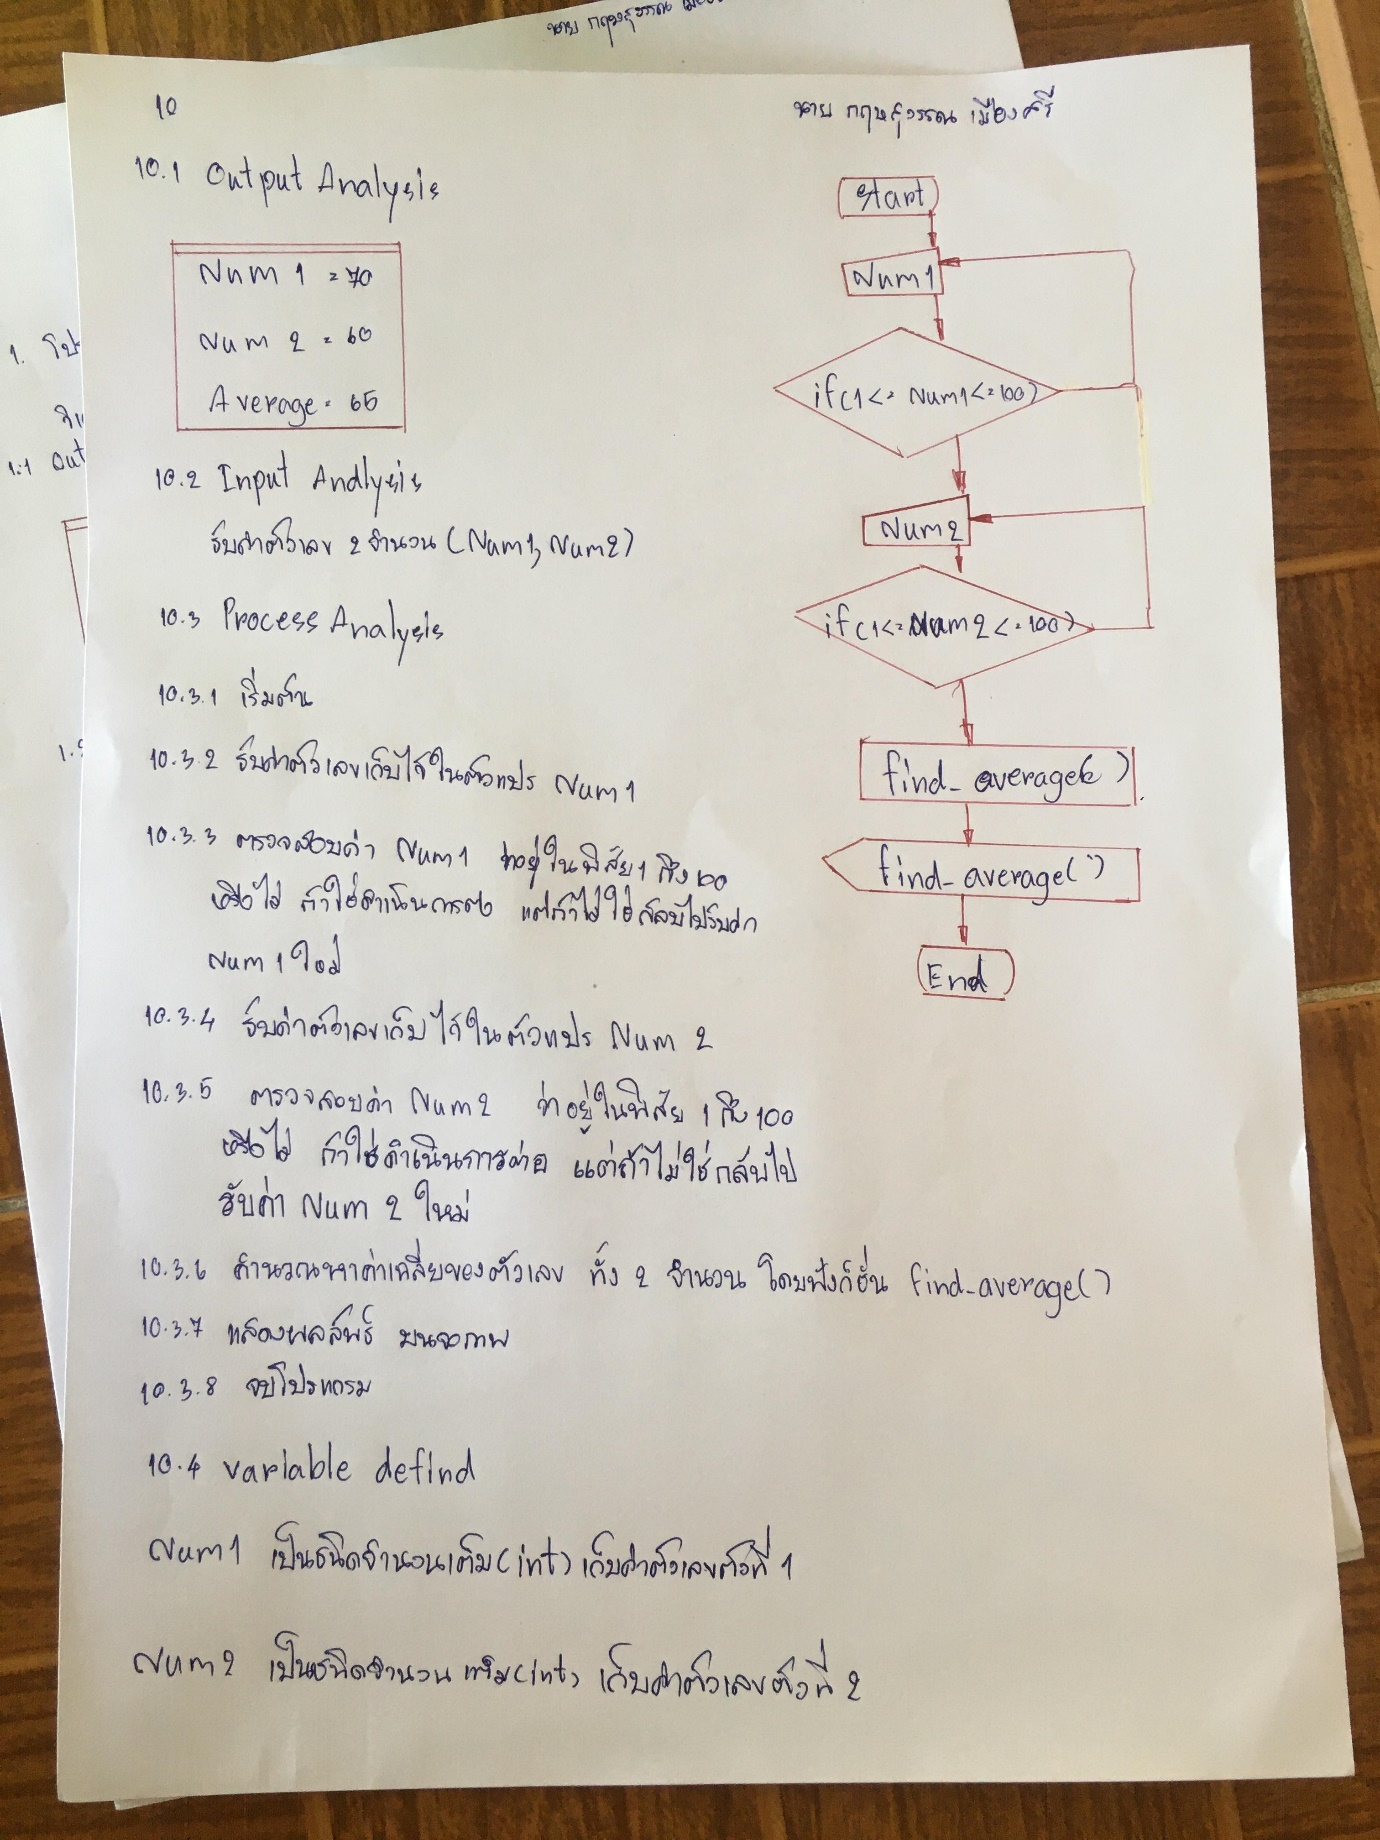 10
นาย กฤษสุวรรณ เมืองศรี
10.1 Output Analysis
Num 1 = 70
Num 2 = 60
Average = 65
10.2 Input Analysis
รับค่าตัวเลข 2 จำนวน (Num1, Num2)
10.3 Process Analysis
10.3.1 เริ่มต้น
10.3.2 รับค่าตัวเลขเก็บไว้ในตัวแปร Num1
10.3.3 ตรวจสอบค่า Num1 ว่าอยู่ในพิสัย 1 ถึง 100
หรือไม่ ถ้าใช่ดำเนินการต่อ แต่ถ้าไม่ใช่กลับไปรับค่า
Num 1 ใหม่
10.3.4 รับค่าตัวเลขเก็บไว้ในตัวแปร Num 2
10.3.5 ตรวจสอบค่า Num2 ว่าอยู่ในพิสัย 1 ถึง 100
หรือไม่ ถ้าใช่ดำเนินการต่อ แต่ถ้าไม่ใช่กลับไป
รับค่า Num 2 ใหม่
10.3.6 คำนวณหาค่าเฉลี่ยของตัวเลข ทั้ง 2 จำนวน โดยฟังก์ชั่น find_average()
10.3.7 แสดงผลลัพธ์ บนจอภาพ
10.3.8 จบโปรแกรม
10.4 variable defind
Num1 เป็นชนิดจำนวนเต็ม(int) เก็บค่าตัวเลขตัวที่ 1
Num2 เป็นชนิดจำนวนเต็ม(int) เก็บค่าตัวเลขตัวที่ 2
Start
Num1
if(1<= Num1<=100)
Num2
if(1<=Num2<=100)
find_average( )
find_average()
End
1.
1.1 Out